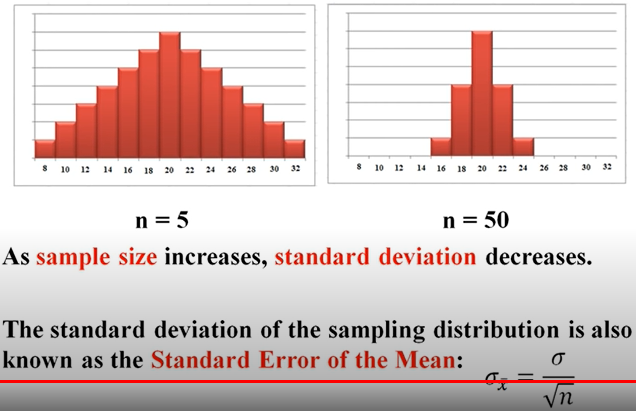 8 10 12 14 16 18 20 22 24 26 28 30 32
8 10 12 14 16 18 20 22 24 26 28 30 32
n = 5
n = 50
As sample size increases, standard deviation decreases.
The standard deviation of the sampling distribution is also
known as the Standard Error of the Mean: σx̄ = σ/√n